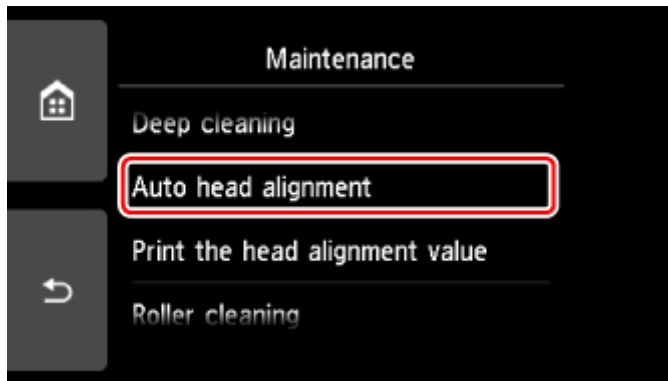 Maintenance
Deep cleaning
Auto head alignment
Print the head alignment value
Roller cleaning